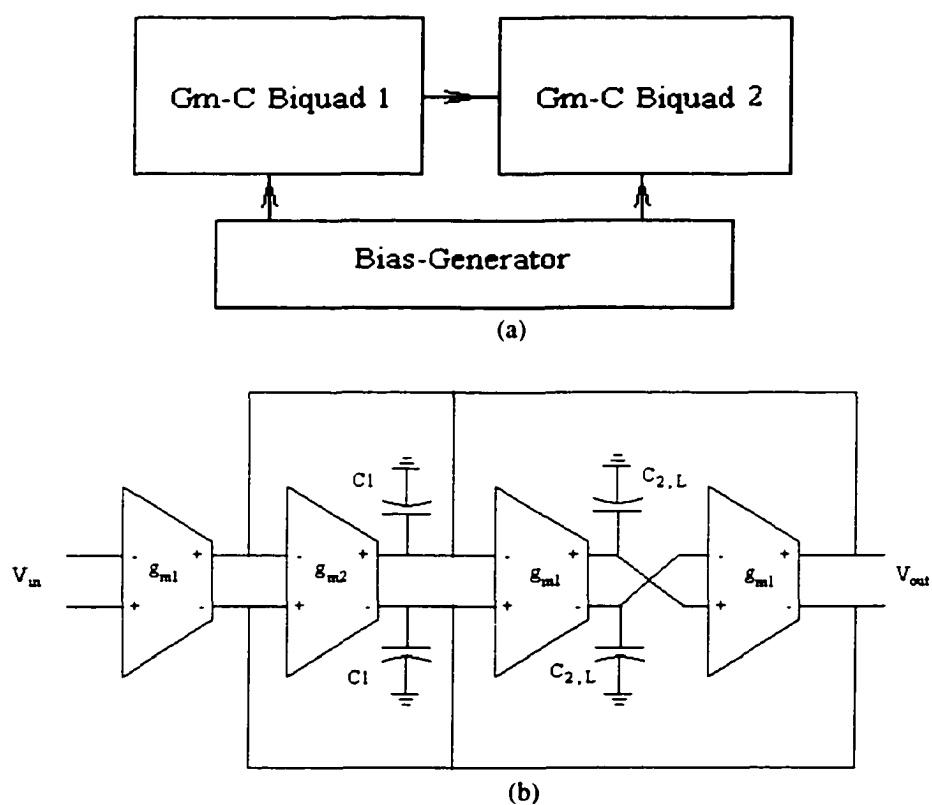 Gm-C Biquad 1
Gm-C Biquad 2
Bias-Generator
(a)
C1
C2,L
Vin
- + gm1 + -
- + gm2 + -
- + gm1 + -
- + gm1 + -
Vout
C1
C2,L
(b)